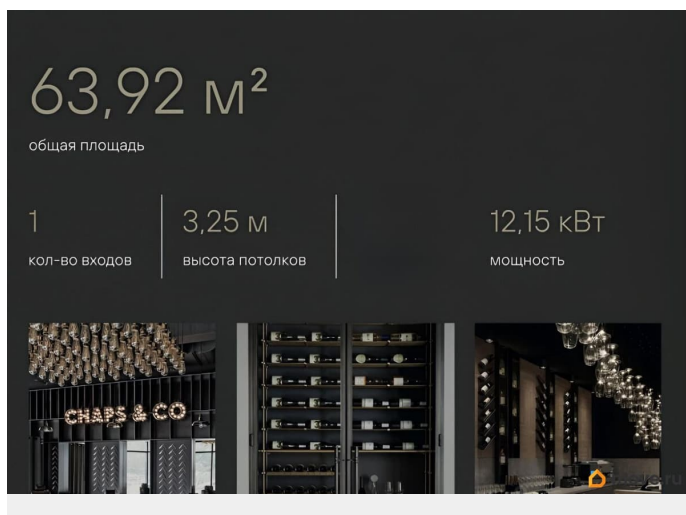 63,92 м²
общая площадь
1
3,25 м
12,15 кВт
кол-во входов
высота потолков
мощность
CHAPS & CO